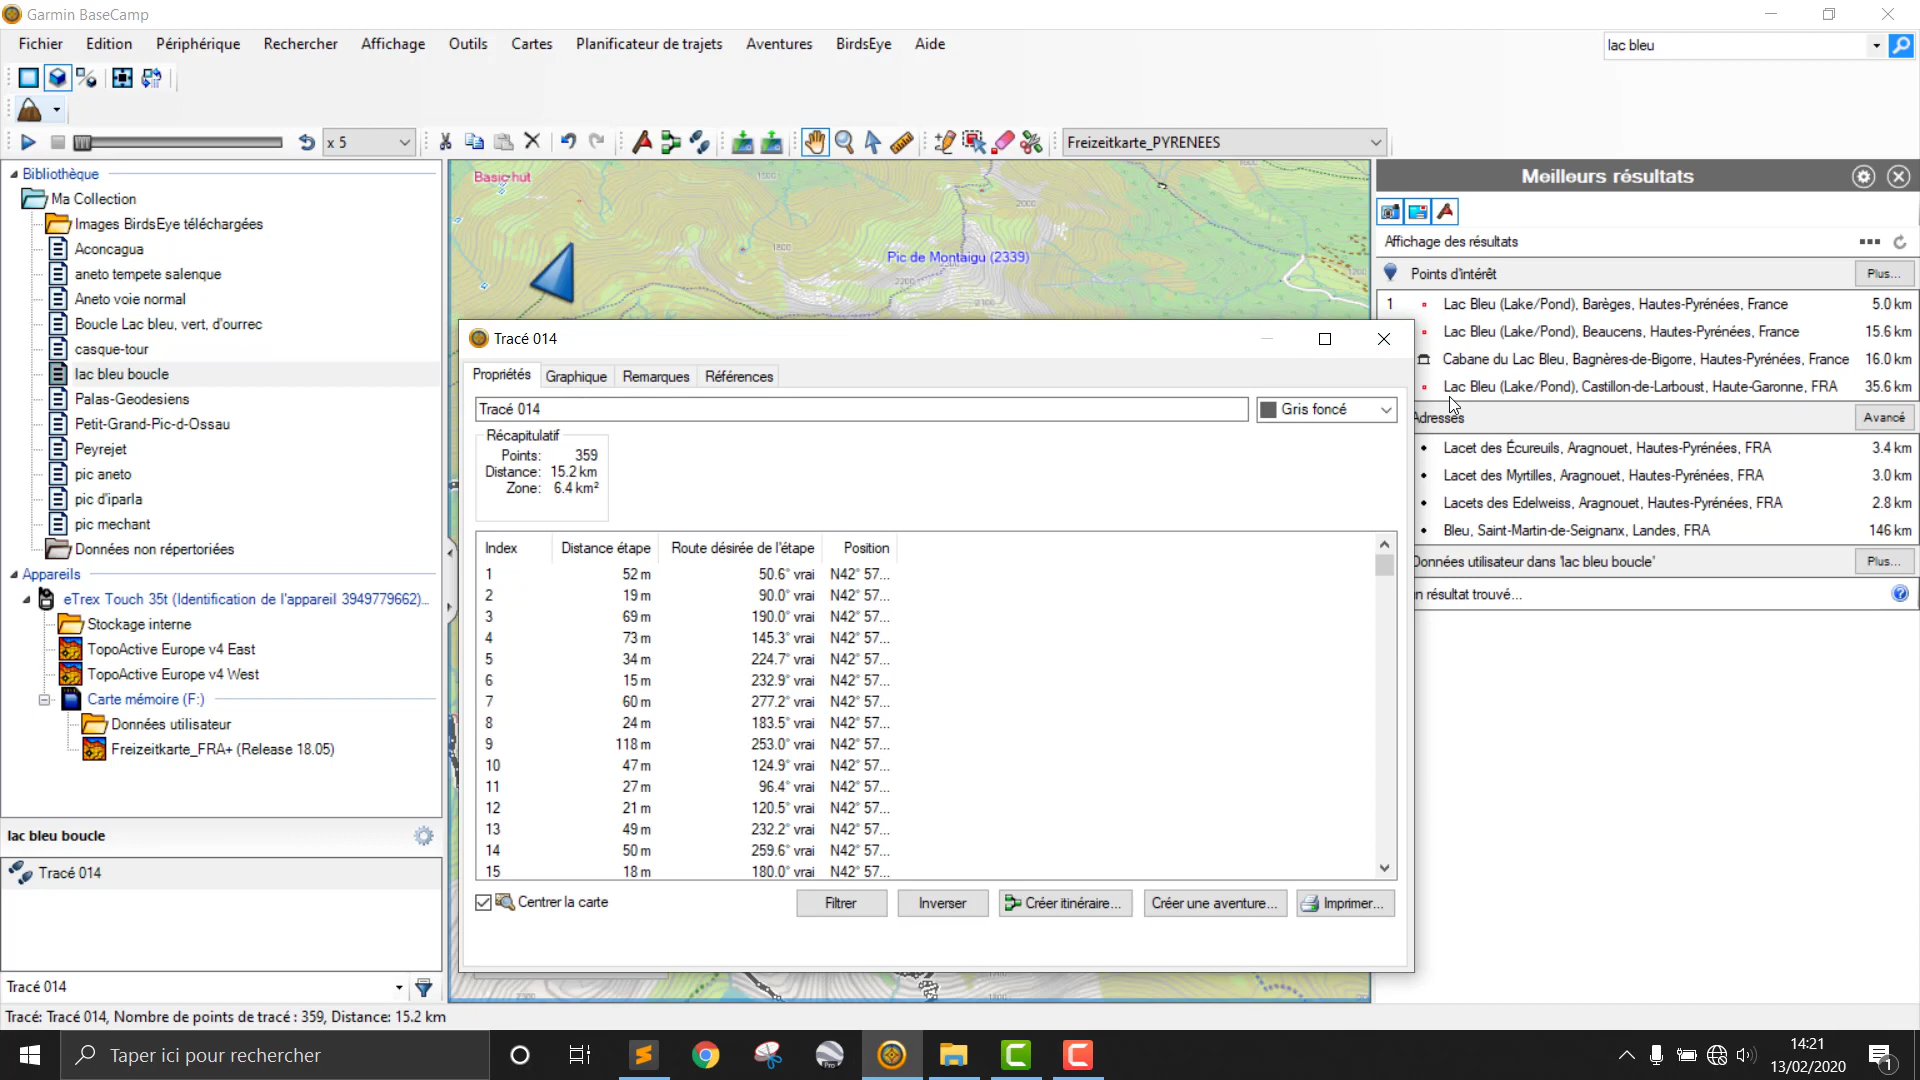 Garmin BaseCamp
Fichier Edition Périphérique Rechercher Affichage Outils Cartes Planificateur de trajets Aventures BirdsEye Aide
lac bleu
x 5
Freizeitkarte_PYRENEES
Bibliothèque
Ma Collection
Images BirdsEye téléchargées
Aconcagua
aneto tempete salenque
Aneto voie normal
Boucle Lac bleu, vert, d'ourrec
casque-tour
lac bleu boucle
Palas-Geodesiens
Petit-Grand-Pic-d-Ossau
Peyrejet
pic aneto
pic d'iparla
pic mechant
Données non répertoriées
Appareils
eTrex Touch 35t (Identification de l'appareil 3949779662)...
Stockage interne
TopoActive Europe v4 East
TopoActive Europe v4 West
Carte mémoire (F:)
Données utilisateur
Freizeitkarte_FRA+ (Release 18.05)
lac bleu boucle
Tracé 014
Tracé 014
Tracé: Tracé 014, Nombre de points de tracé : 359, Distance: 15.2 km
Basic hut
Pic de Montaigu (2339)
1800
2000
2200
2100
Tracé 014
Propriétés Graphique Remarques Références
Tracé 014
Gris foncé
Récapitulatif
Points: 359
Distance: 15.2 km
Zone: 6.4 km²
Index Distance étape Route désirée de l'étape Position
1 52 m 50.6° vrai N42° 57...
2 19 m 90.0° vrai N42° 57...
3 69 m 190.0° vrai N42° 57...
4 73 m 145.3° vrai N42° 57...
5 34 m 224.7° vrai N42° 57...
6 15 m 232.9° vrai N42° 57...
7 60 m 277.2° vrai N42° 57...
8 24 m 183.5° vrai N42° 57...
9 118 m 253.0° vrai N42° 57...
10 47 m 124.9° vrai N42° 57...
11 27 m 96.4° vrai N42° 57...
12 21 m 120.5° vrai N42° 57...
13 49 m 232.2° vrai N42° 57...
14 50 m 259.6° vrai N42° 57...
15 18 m 180.0° vrai N42° 57...
Centrer la carte
Filtrer Inverser Créer itinéraire... Créer une aventure... Imprimer...
Meilleurs résultats
Affichage des résultats
Points d'intérêt Plus...
1 Lac Bleu (Lake/Pond), Barèges, Hautes-Pyrénées, France 5.0 km
Lac Bleu (Lake/Pond), Beaucens, Hautes-Pyrénées, France 15.6 km
Cabane du Lac Bleu, Bagnères-de-Bigorre, Hautes-Pyrénées, France 16.0 km
Lac Bleu (Lake/Pond), Castillon-de-Larboust, Haute-Garonne, FRA 35.6 km
Adresses Avancé
Lacet des Écureuils, Aragnouet, Hautes-Pyrénées, FRA 3.4 km
Lacet des Myrtilles, Aragnouet, Hautes-Pyrénées, FRA 3.0 km
Lacets des Edelweiss, Aragnouet, Hautes-Pyrénées, FRA 2.8 km
Bleu, Saint-Martin-de-Seignanx, Landes, FRA 146 km
Données utilisateur dans 'lac bleu boucle' Plus...
n résultat trouvé...
Taper ici pour rechercher
14:21
13/02/2020
1